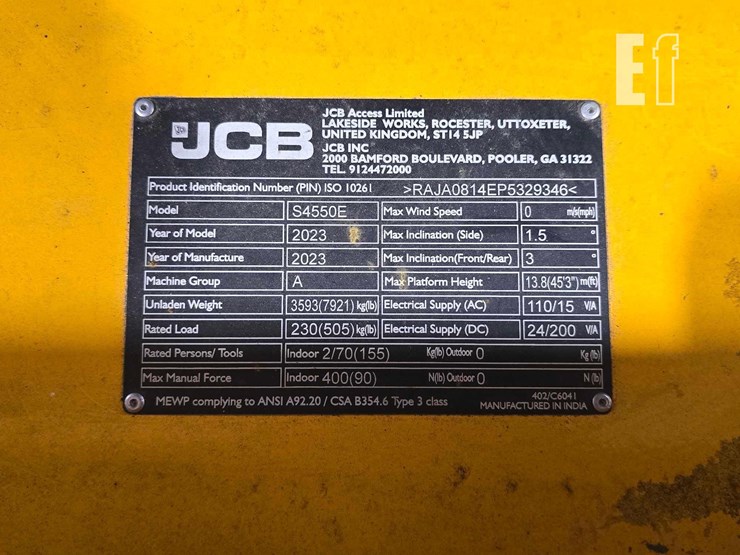 Ef
JCB
JCB
JCB Access Limited
LAKESIDE WORKS, ROCESTER, UTTOXETER,
UNITED KINGDOM, ST14 5JP
JCB INC
2000 BAMFORD BOULEVARD, POOLER, GA 31322
TEL. 9124472000
Product Identification Number (PIN) ISO 10261 >RAJA0814EP5329346<
Model S4550E Max Wind Speed 0 m/s(mph)
Year of Model 2023 Max Inclination (Side) 1.5 °
Year of Manufacture 2023 Max Inclination(Front/Rear) 3 °
Machine Group A Max Platform Height 13.8(45'3") m(ft)
Unladen Weight 3593(7921) kg(lb) Electrical Supply (AC) 110/15 V/A
Rated Load 230(505) kg(lb) Electrical Supply (DC) 24/200 V/A
Rated Persons/ Tools Indoor 2/70(155) Kg(lb) Outdoor 0 Kg (lb)
Max Manual Force Indoor 400(90) N(lb) Outdoor 0 N (lb)
MEWP complying to ANSI A92.20 / CSA B354.6 Type 3 class 402/C6041
MANUFACTURED IN INDIA